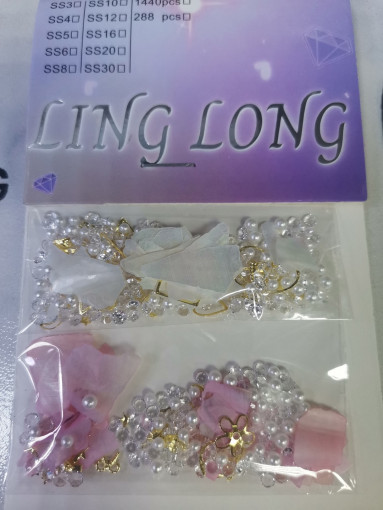 SS3□ SS10□ 1440pcs□
SS4□ SS12□ 288 pcs□
SS5□ SS16□
SS6□ SS20□
SS8□ SS30□
LING LONG